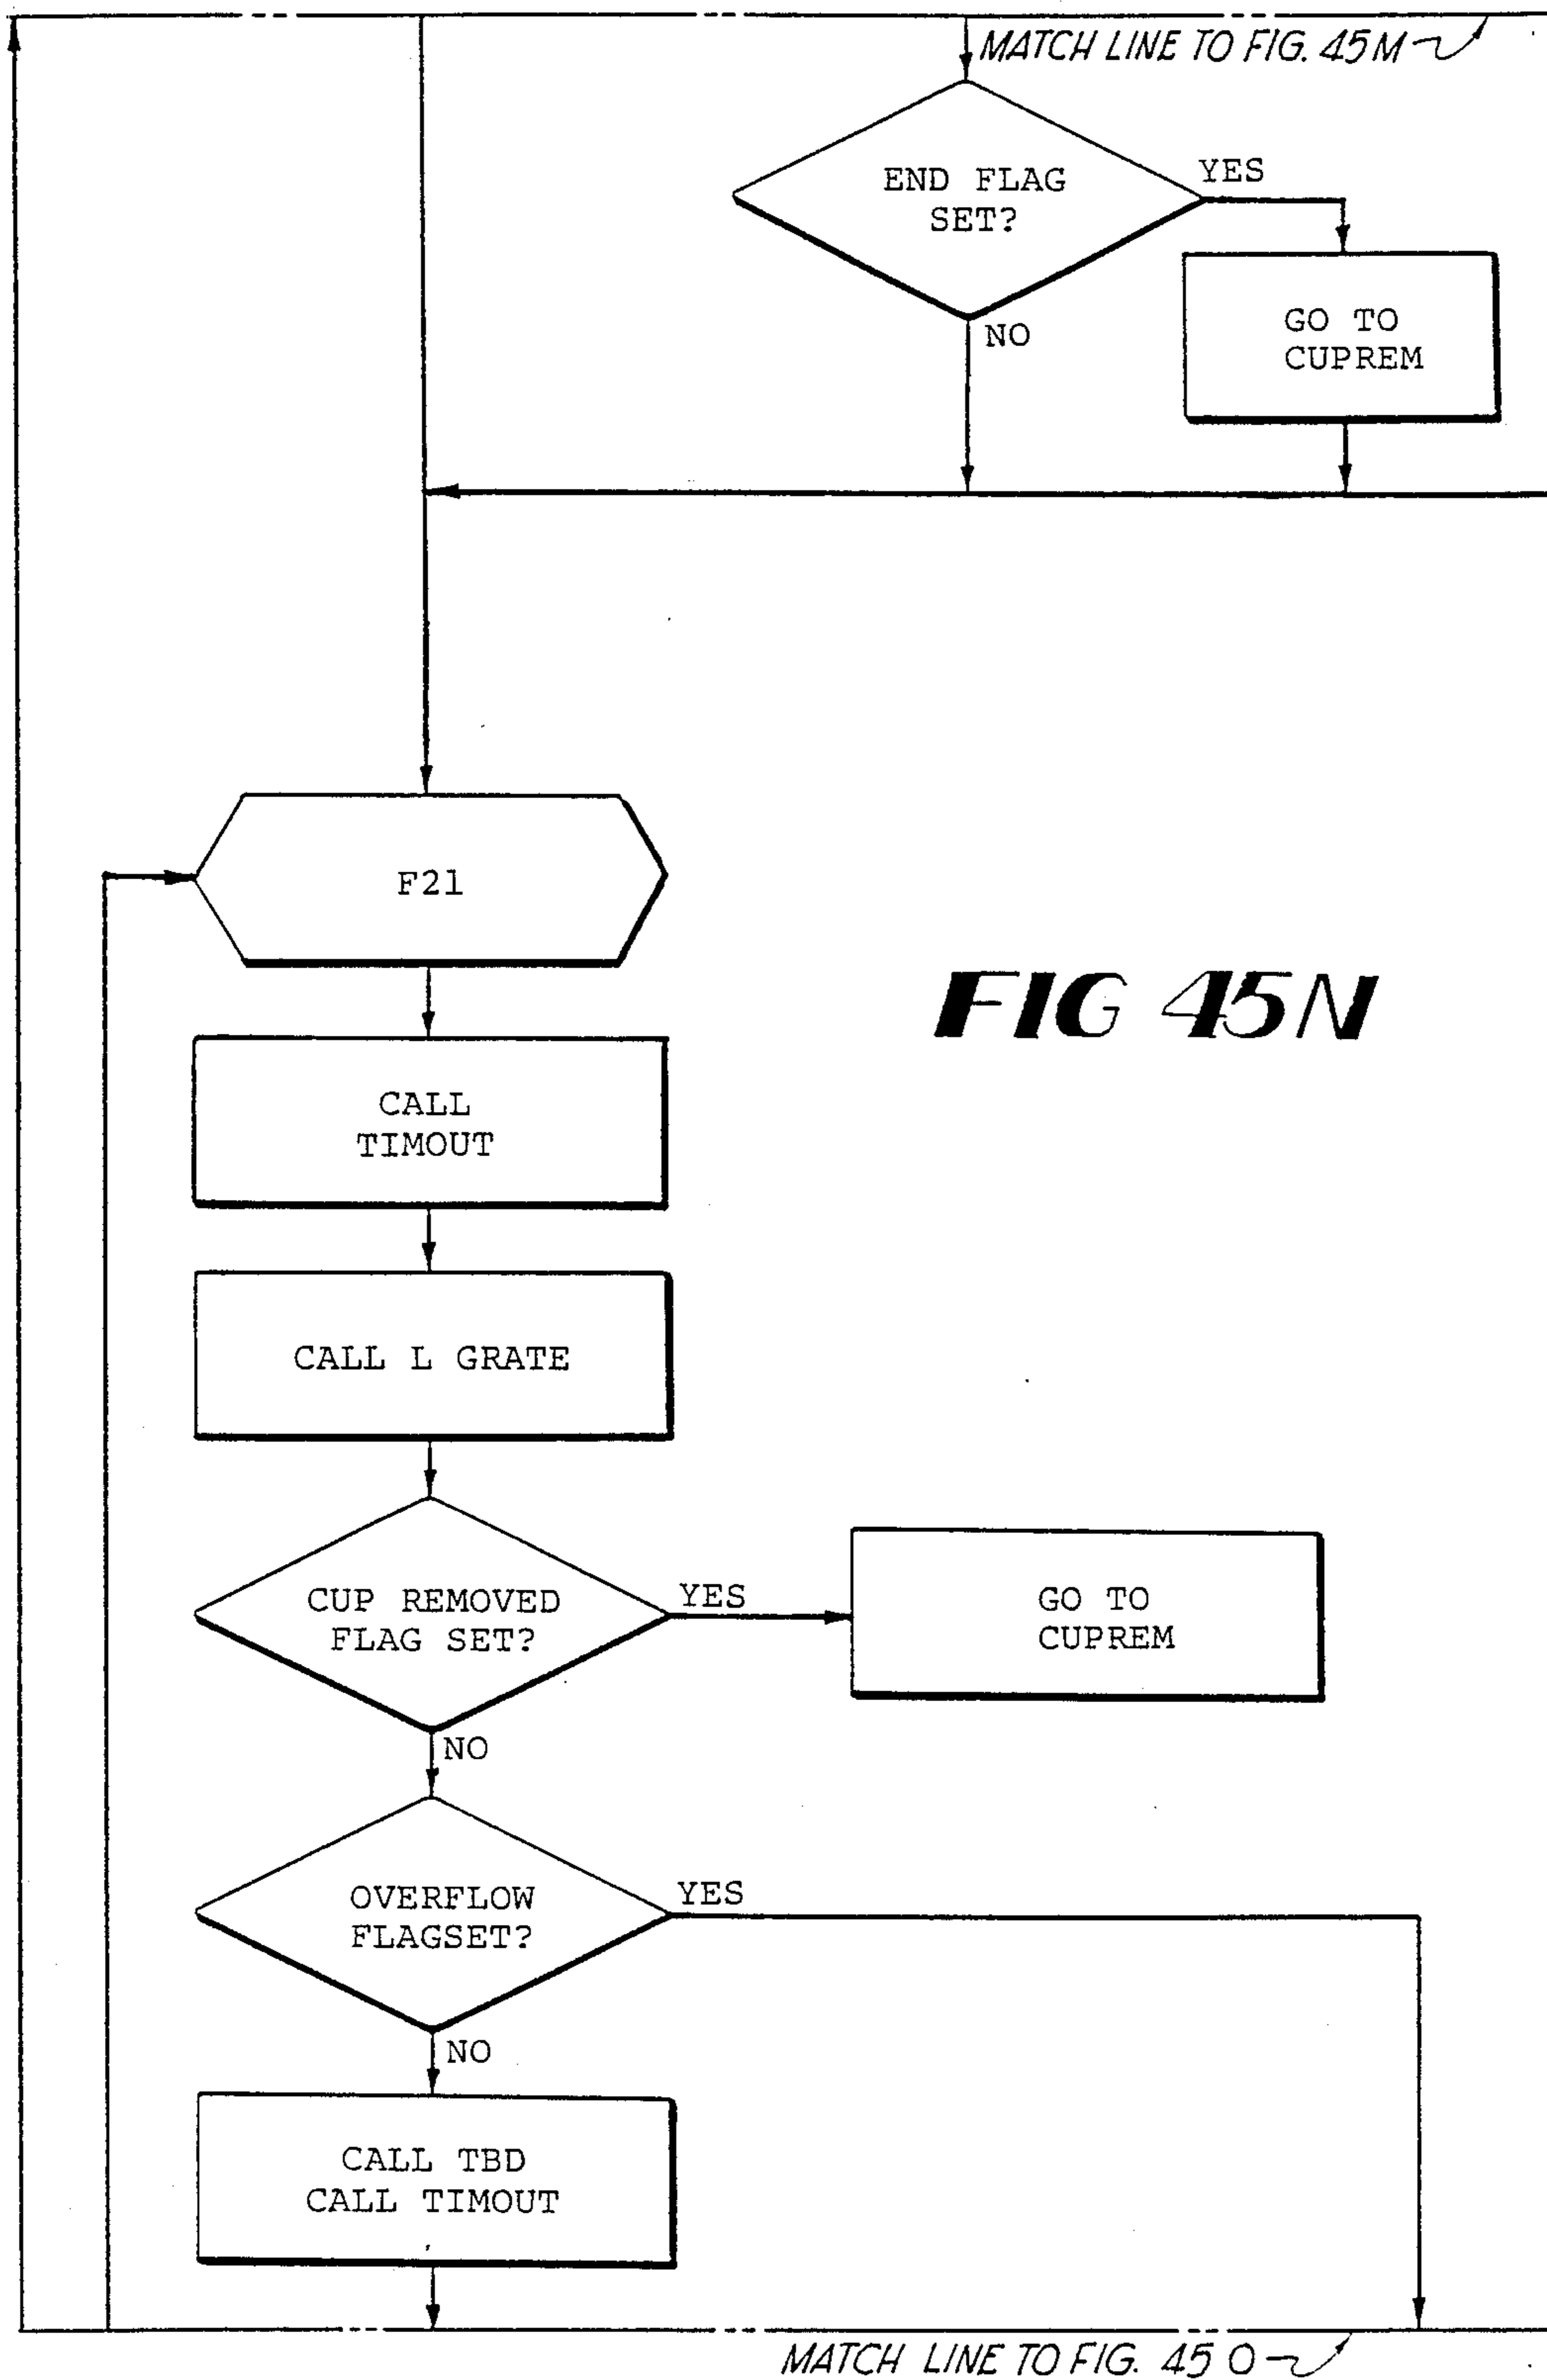 MATCH LINE TO FIG. 45M
END FLAG
SET?
YES
GO TO
CUPREM
NO
F21
FIG 45N
CALL
TIMOUT
CALL L GRATE
CUP REMOVED
FLAG SET?
YES
GO TO
CUPREM
NO
OVERFLOW
FLAGSET?
YES
NO
CALL TBD
CALL TIMOUT
MATCH LINE TO FIG. 45 O